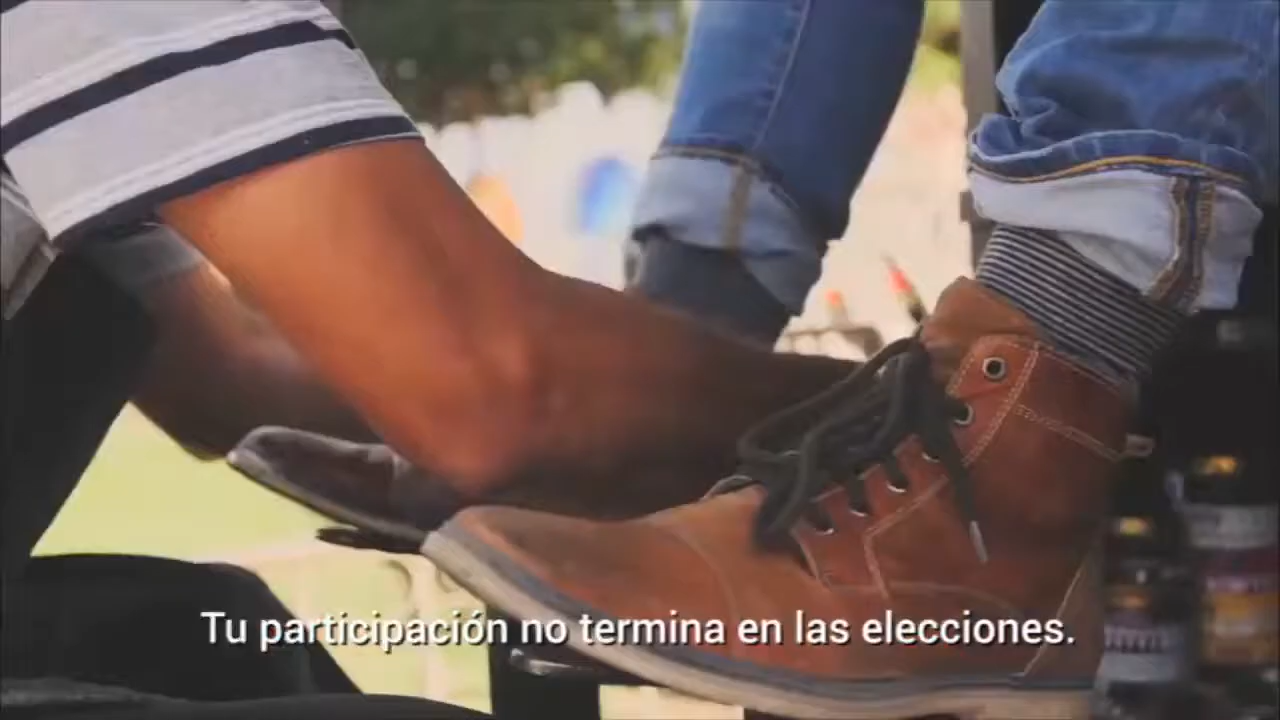 Tu participación no termina en las elecciones.